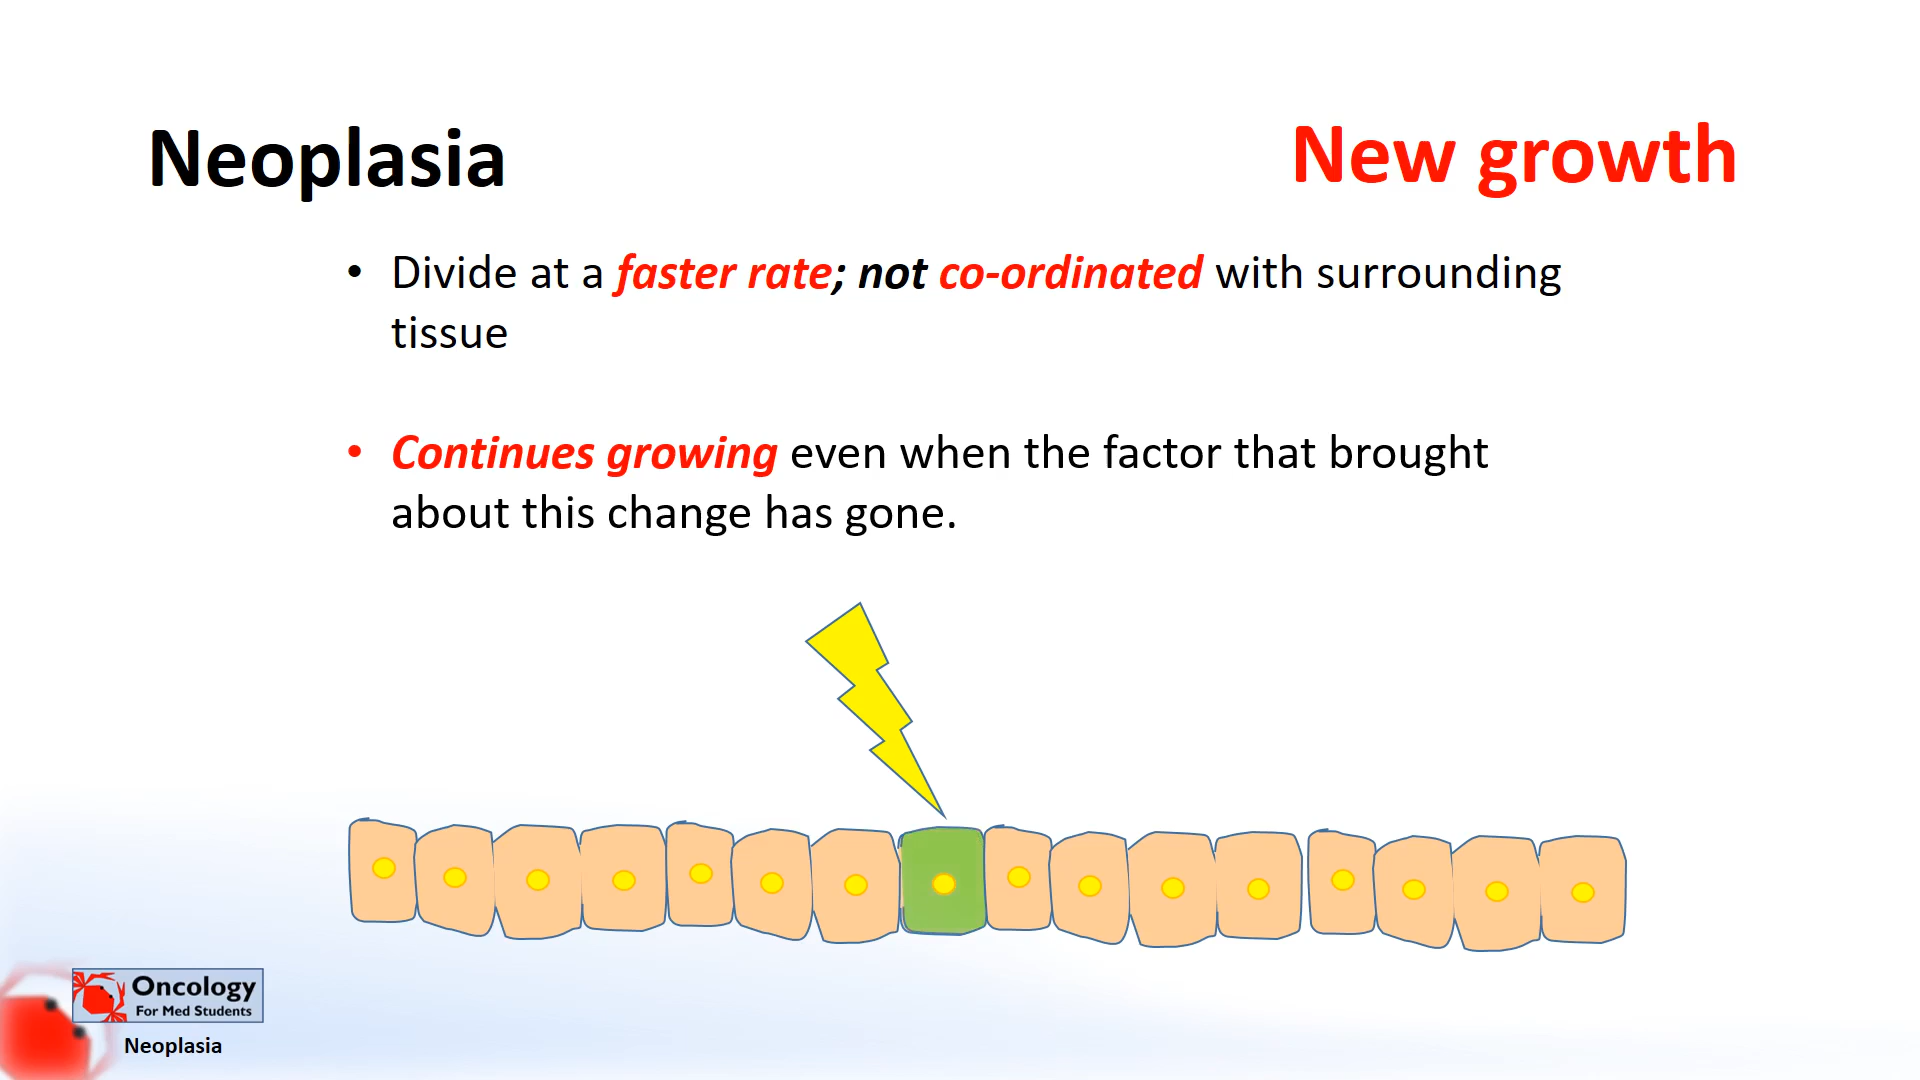 Neoplasia
New growth
• Divide at a faster rate; not co-ordinated with surrounding
tissue
• Continues growing even when the factor that brought
about this change has gone.
Oncology
For Med Students
Neoplasia